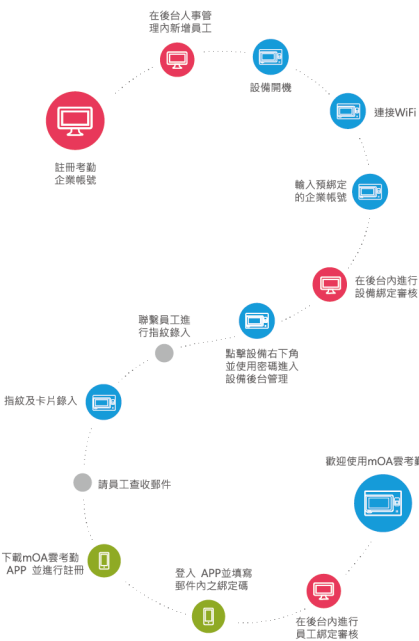 註冊考勤
企業帳號
在後台人事管
理內新增員工
設備開機
連接WiFi
輸入預綁定
的企業帳號
在後台內進行
設備綁定審核
點擊設備右下角
並使用密碼進入
設備後台管理
聯繫員工進
行指紋錄入
指紋及卡片錄入
請員工查收郵件
下載mOA雲考勤
APP 並進行註冊
登入 APP並填寫
郵件內之綁定碼
在後台內進行
員工綁定審核
歡迎使用mOA雲考勤